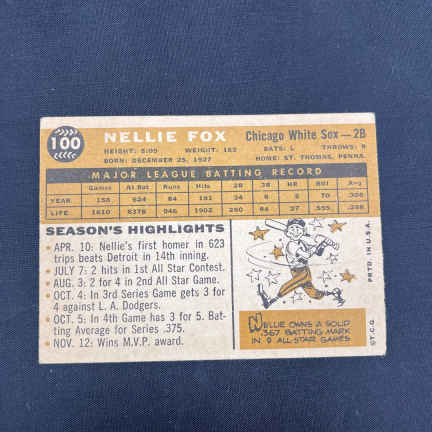 100
NELLIE FOX Chicago White Sox—2B
HEIGHT: 5:09 WEIGHT: 162 BATS: L THROWS: R
BORN: DECEMBER 25, 1927 HOME: ST. THOMAS, PENNA.
MAJOR LEAGUE BATTING RECORD
Games At Bat Runs Hits 2B 3B HR RBI Avg.
YEAR 156 624 84 191 34 6 2 70 .306
LIFE 1610 6378 946 1902 64 27 555 .298
SEASON'S HIGHLIGHTS
• APR. 10: Nellie's first homer in 623
trips beats Detroit in 14th inning.
• JULY 7: 2 hits in 1st All Star Contest.
• AUG. 3: 2 for 4 in 2nd All Star Game.
• OCT. 4: In 3rd Series Game gets 3 for
4 against L. A. Dodgers.
• OCT. 5: In 4th Game has 3 for 5. Bat-
ting Average for Series .375.
• NOV. 12: Wins M.V.P. award.
NELLIE OWNS A SOLID
.367 BATTING MARK
IN 9 ALL-STAR GAMES
©T.C.G. PRTD. IN U.S.A.